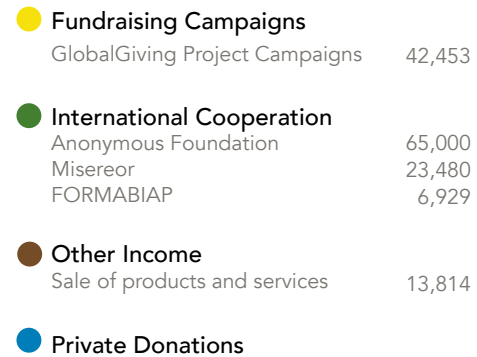 Fundraising Campaigns
GlobalGiving Project Campaigns 42,453
International Cooperation
Anonymous Foundation 65,000
Misereor 23,480
FORMABIAP 6,929
Other Income
Sale of products and services 13,814
Private Donations